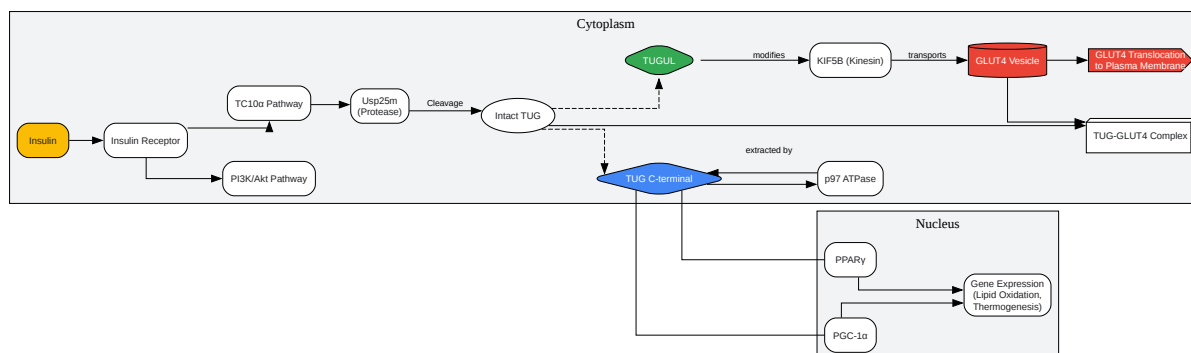 Cytoplasm
TUGUL
modifies
KIF5B (Kinesin)
transports
GLUT4 Vesicle
GLUT4 Translocation
to Plasma Membrane
TC10α Pathway
Usp25m
(Protease)
Cleavage
Intact TUG
Insulin
Insulin Receptor
TUG-GLUT4 Complex
extracted by
PI3K/Akt Pathway
TUG C-terminal
p97 ATPase
Nucleus
PPARγ
Gene Expression
(Lipid Oxidation,
Thermogenesis)
PGC-1α